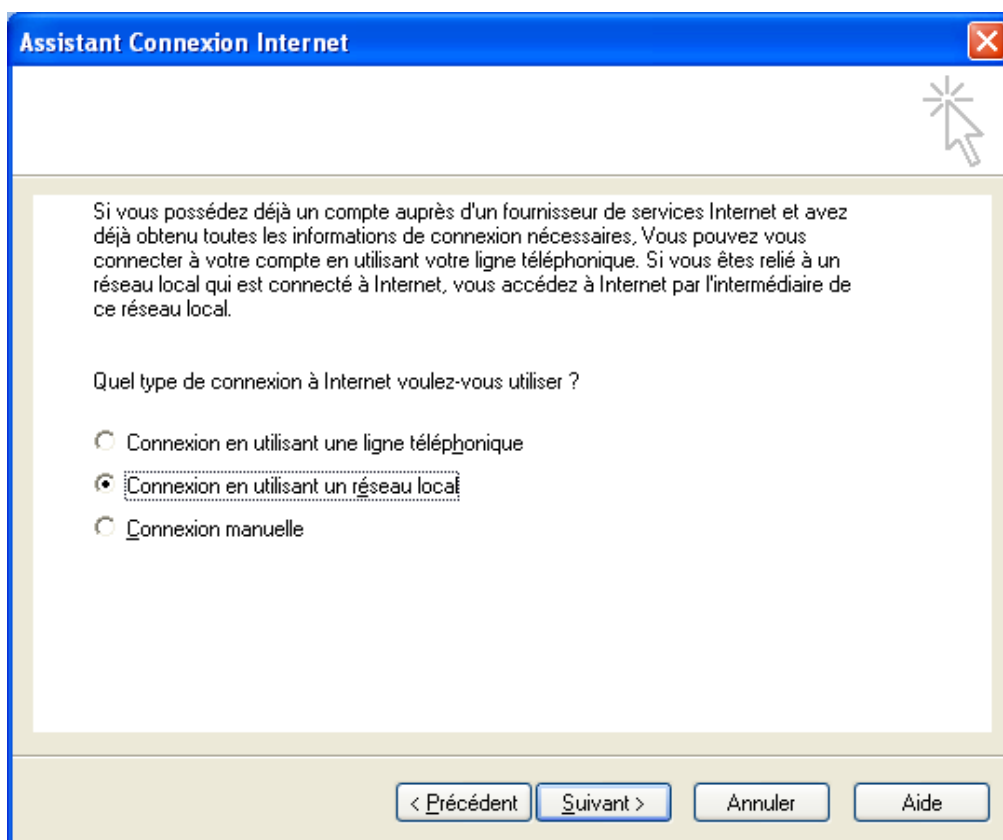 Assistant Connexion Internet
Si vous possédez déjà un compte auprès d'un fournisseur de services Internet et avez
déjà obtenu toutes les informations de connexion nécessaires, Vous pouvez vous
connecter à votre compte en utilisant votre ligne téléphonique. Si vous êtes relié à un
réseau local qui est connecté à Internet, vous accédez à Internet par l'intermédiaire de
ce réseau local.
Quel type de connexion à Internet voulez-vous utiliser ?
Connexion en utilisant une ligne téléphonique
Connexion en utilisant un réseau local
Connexion manuelle
< Précédent Suivant > Annuler Aide